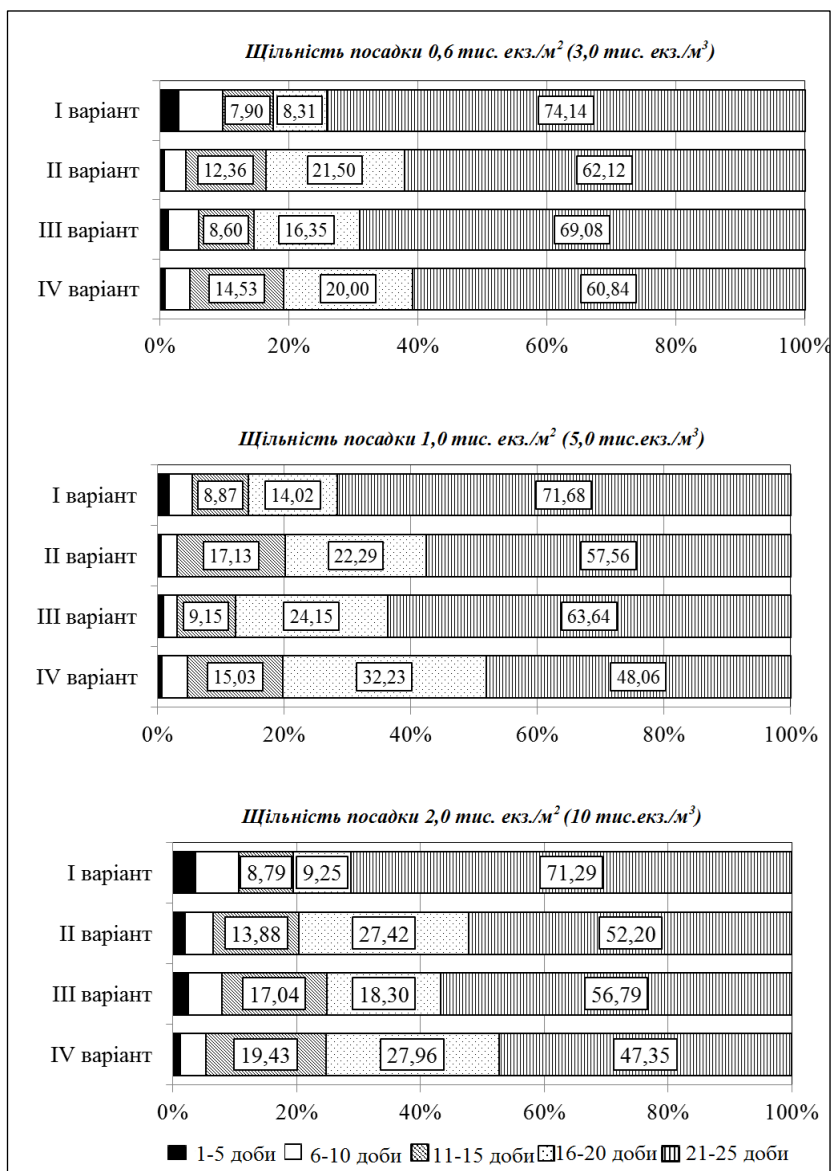 Щільність посадки 0,6 тис. екз./м² (3,0 тис. екз./м³)
I варіант 7,90 8,31 74,14
II варіант 12,36 21,50 62,12
III варіант 8,60 16,35 69,08
IV варіант 14,53 20,00 60,84
0% 20% 40% 60% 80% 100%
Щільність посадки 1,0 тис. екз./м² (5,0 тис.екз./м³)
I варіант 8,87 14,02 71,68
II варіант 17,13 22,29 57,56
III варіант 9,15 24,15 63,64
IV варіант 15,03 32,23 48,06
0% 20% 40% 60% 80% 100%
Щільність посадки 2,0 тис. екз./м² (10 тис.екз./м³)
I варіант 8,79 9,25 71,29
II варіант 13,88 27,42 52,20
III варіант 17,04 18,30 56,79
IV варіант 19,43 27,96 47,35
0% 20% 40% 60% 80% 100%
1-5 доби 6-10 доби 11-15 доби 16-20 доби 21-25 доби